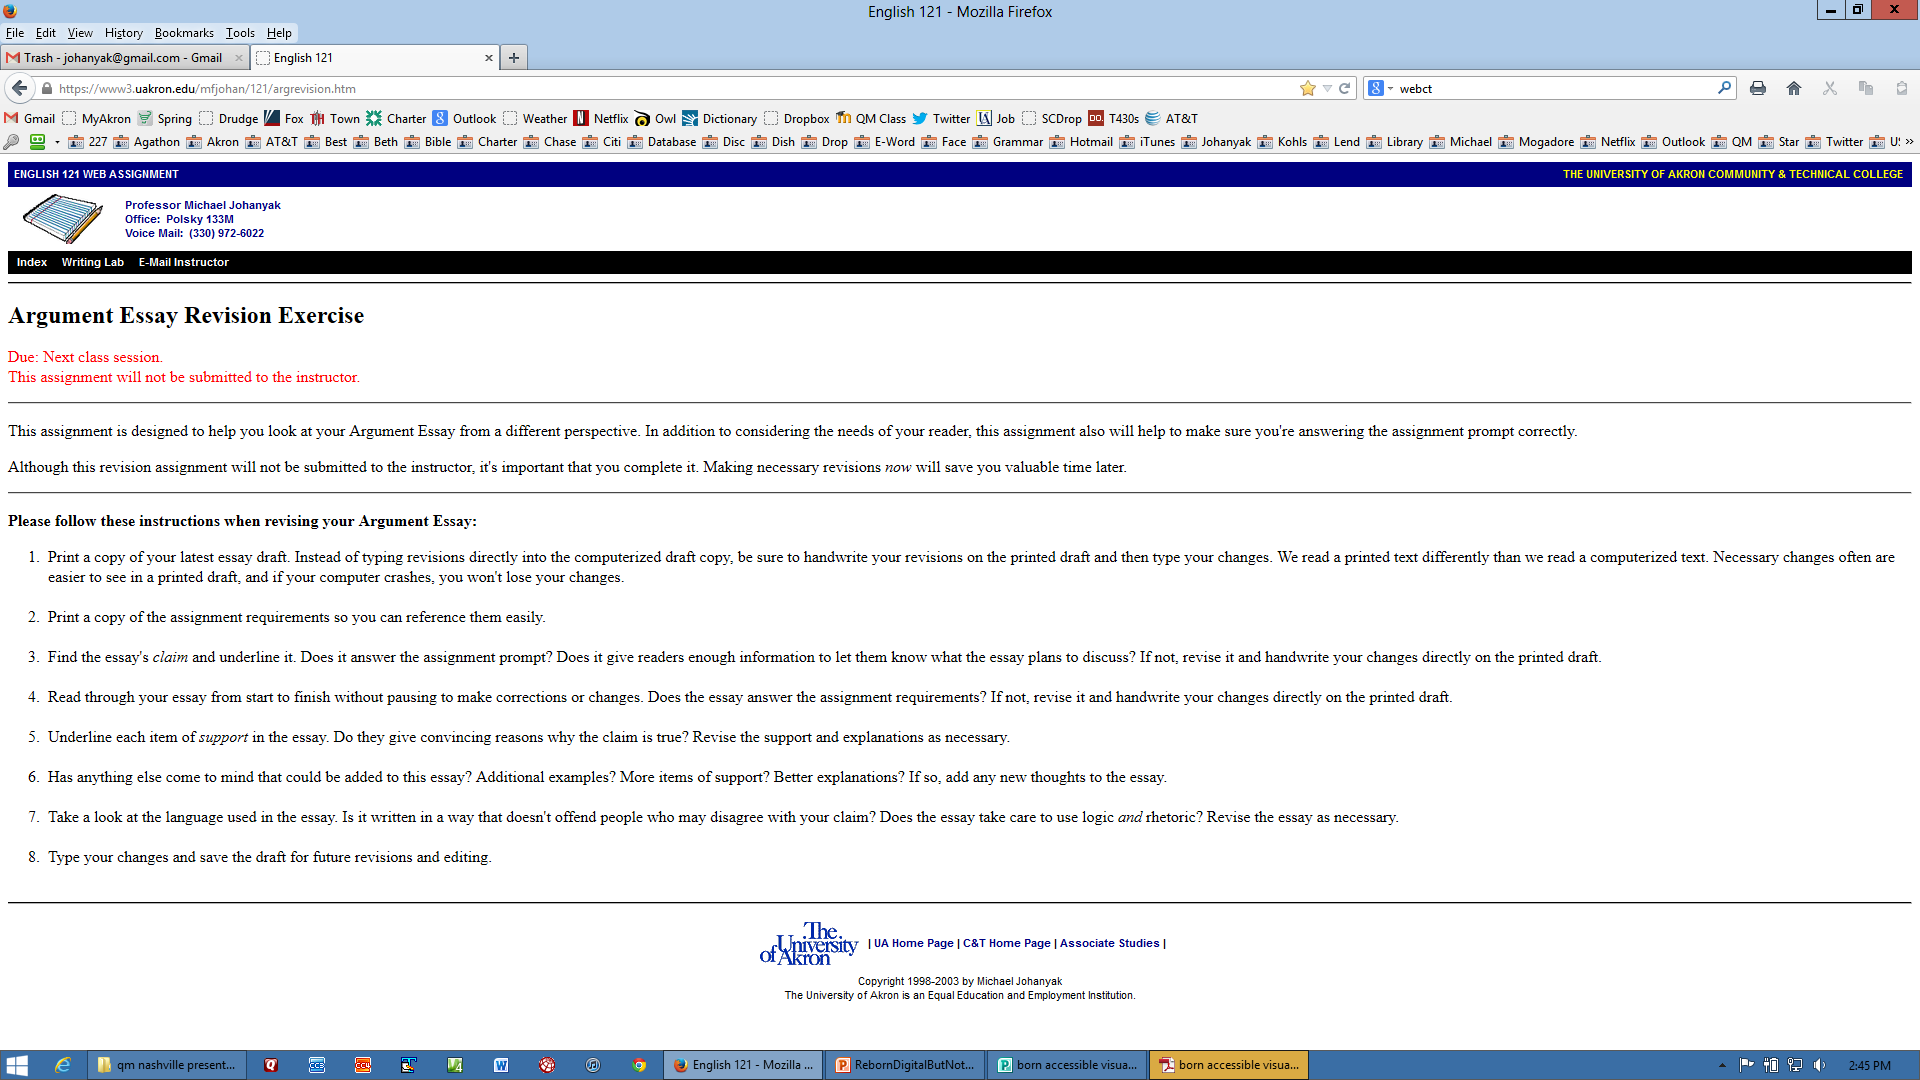 English 121 - Mozilla Firefox
File Edit View History Bookmarks Tools Help
Trash - johanyak@gmail.com - Gmail English 121
https://www3.uakron.edu/mfjohan/121/argrevision.htm webct
Gmail MyAkron Spring Drudge Fox Town Charter Outlook Weather Netflix Owl Dictionary Dropbox QM Class Twitter Job SCDrop T430s AT&T
227 Agathon Akron AT&T Best Beth Bible Charter Chase Citi Database Disc Dish Drop E-Word Face Grammar Hotmail iTunes Johanyak Kohls Lend Library Michael Mogadore Netflix Outlook QM Star Twitter
ENGLISH 121 WEB ASSIGNMENT THE UNIVERSITY OF AKRON COMMUNITY & TECHNICAL COLLEGE
Professor Michael Johanyak
Office: Polsky 133M
Voice Mail: (330) 972-6022
Index Writing Lab E-Mail Instructor
Argument Essay Revision Exercise
Due: Next class session.
This assignment will not be submitted to the instructor.
This assignment is designed to help you look at your Argument Essay from a different perspective. In addition to considering the needs of your reader, this assignment also will help to make sure you're answering the assignment prompt correctly.
Although this revision assignment will not be submitted to the instructor, it's important that you complete it. Making necessary revisions now will save you valuable time later.
Please follow these instructions when revising your Argument Essay:
1. Print a copy of your latest essay draft. Instead of typing revisions directly into the computerized draft copy, be sure to handwrite your revisions on the printed draft and then type your changes. We read a printed text differently than we read a computerized text. Necessary changes often are
easier to see in a printed draft, and if your computer crashes, you won't lose your changes.
2. Print a copy of the assignment requirements so you can reference them easily.
3. Find the essay's claim and underline it. Does it answer the assignment prompt? Does it give readers enough information to let them know what the essay plans to discuss? If not, revise it and handwrite your changes directly on the printed draft.
4. Read through your essay from start to finish without pausing to make corrections or changes. Does the essay answer the assignment requirements? If not, revise it and handwrite your changes directly on the printed draft.
5. Underline each item of support in the essay. Do they give convincing reasons why the claim is true? Revise the support and explanations as necessary.
6. Has anything else come to mind that could be added to this essay? Additional examples? More items of support? Better explanations? If so, add any new thoughts to the essay.
7. Take a look at the language used in the essay. Is it written in a way that doesn't offend people who may disagree with your claim? Does the essay take care to use logic and rhetoric? Revise the essay as necessary.
8. Type your changes and save the draft for future revisions and editing.
The University of Akron | UA Home Page | C&T Home Page | Associate Studies |
Copyright 1998-2003 by Michael Johanyak
The University of Akron is an Equal Education and Employment Institution.
qm nashville present... English 121 - Mozilla ... RebornDigitalButNot... born accessible visua... born accessible visua... 2:45 PM